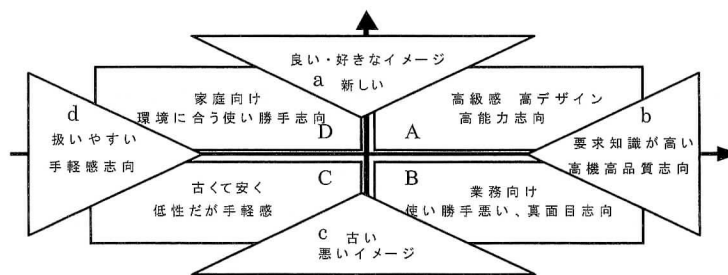 良い・好きなイメージ
a 新しい
家庭向け
環境に合う使い勝手志向
D
高級感 高デザイン
高能力志向
A
d
扱いやすい
手軽感志向
b
要求知識が高い
高機高品質志向
古くて安く
低性だが手軽感
C
業務向け
使い勝手悪い、真面目志向
B
c 古い
悪いイメージ